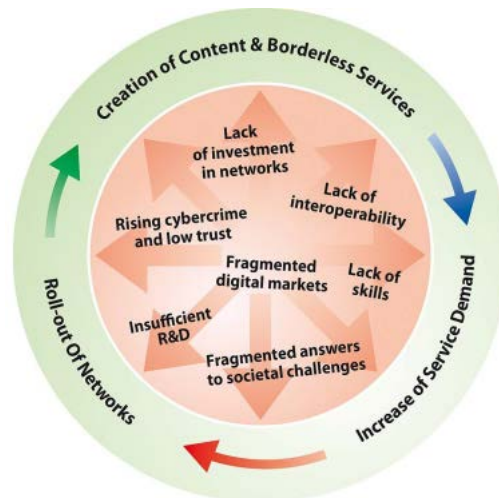 Creation of Content & Borderless Services
Lack
of investment
in networks
Lack of
interoperability
Rising cybercrime
and low trust
Fragmented
digital markets
Lack of
skills
Insufficient
R&D
Fragmented answers
to societal challenges
Roll-out Of Networks
Increase of Service Demand